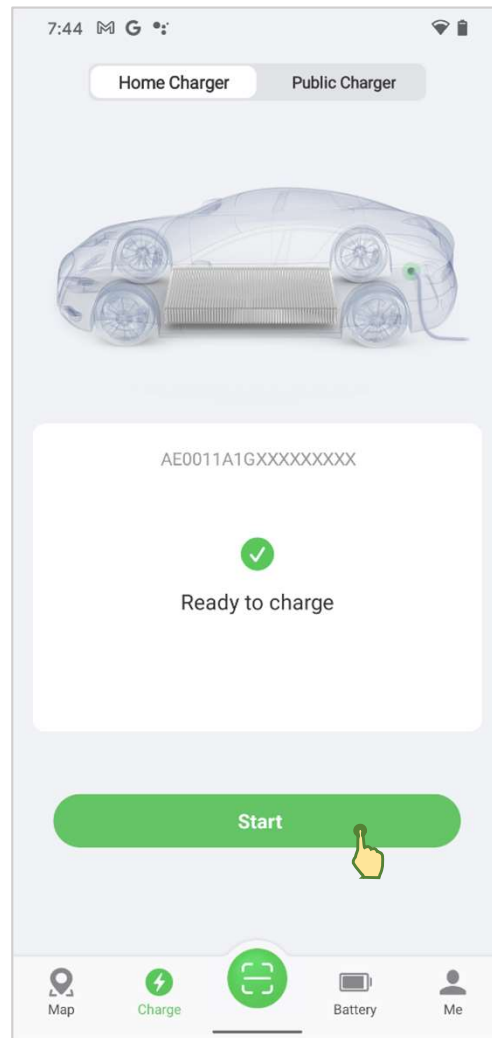 7:44 M G
Home Charger Public Charger
AE0011A1GXXXXXXXXX
Ready to charge
Start
Map Charge Battery Me